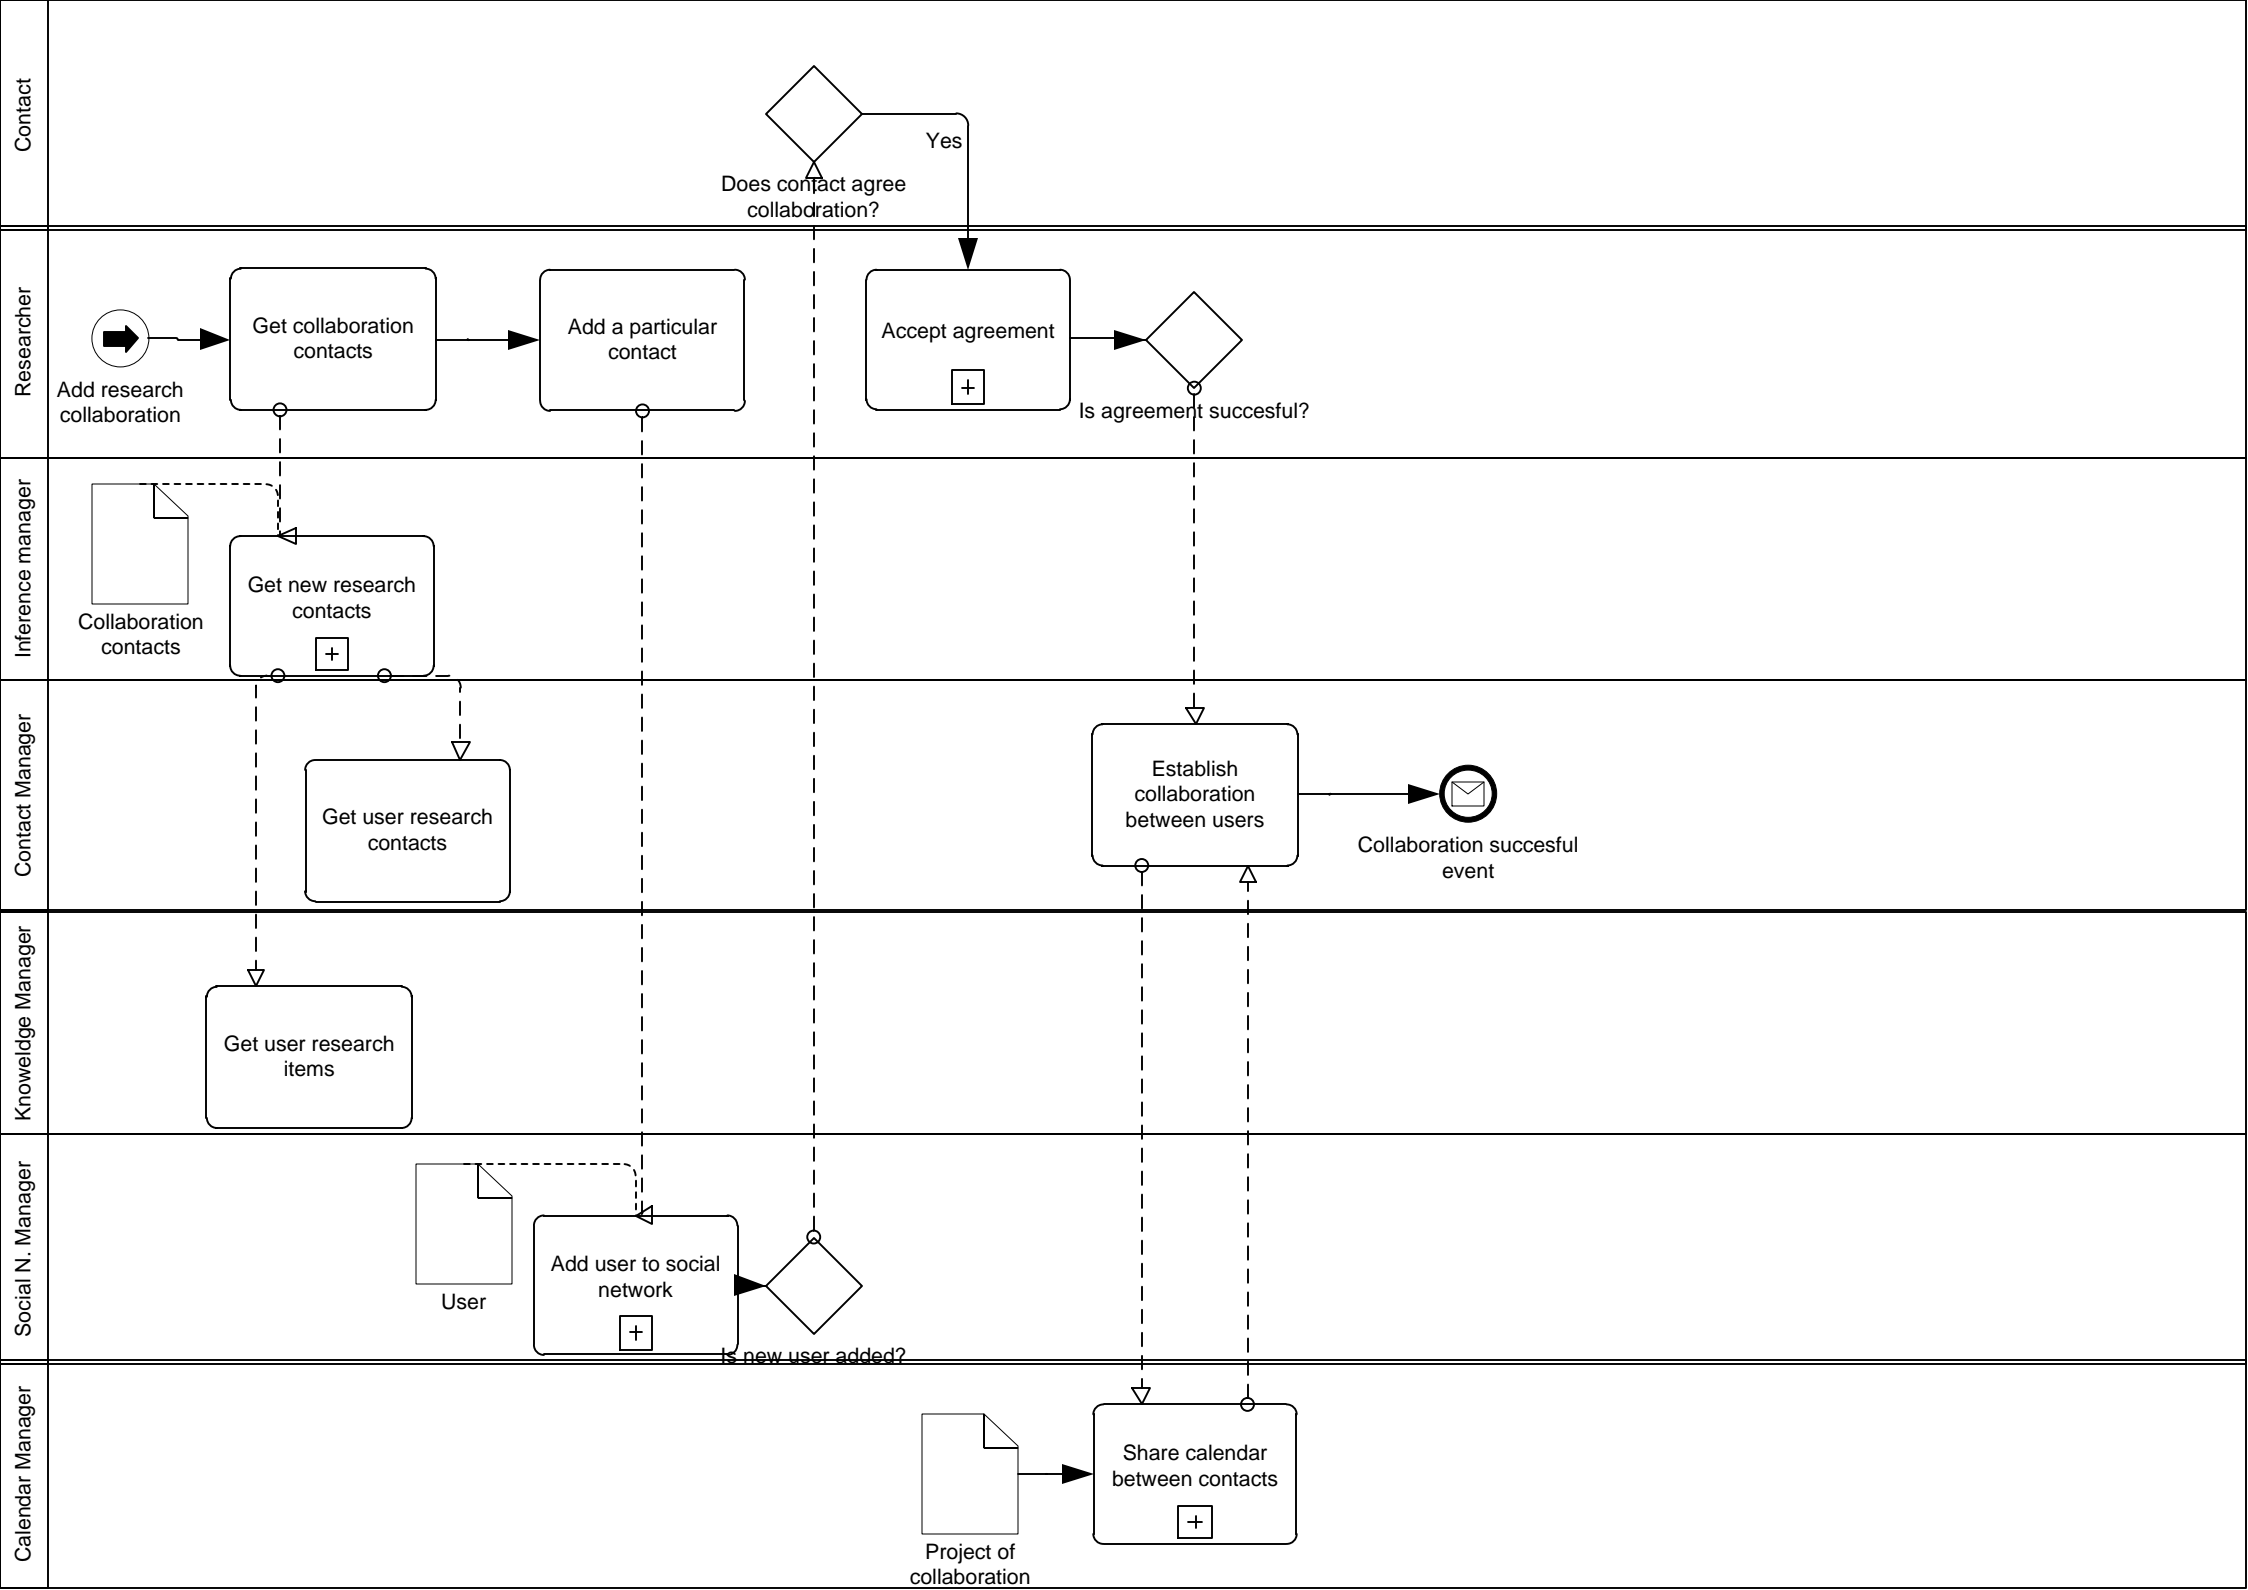 Contact
Yes
Does contact agree
collaboration?
Researcher
Add research
collaboration
Get collaboration
contacts
Add a particular
contact
Accept agreement
Is agreement succesful?
Inference manager
Collaboration
contacts
Get new research
contacts
Contact Manager
Get user research
contacts
Establish
collaboration
between users
Collaboration succesful
event
Knoweldge Manager
Get user research
items
Social N. Manager
User
Add user to social
network
Is new user added?
Calendar Manager
Project of
collaboration
Share calendar
between contacts